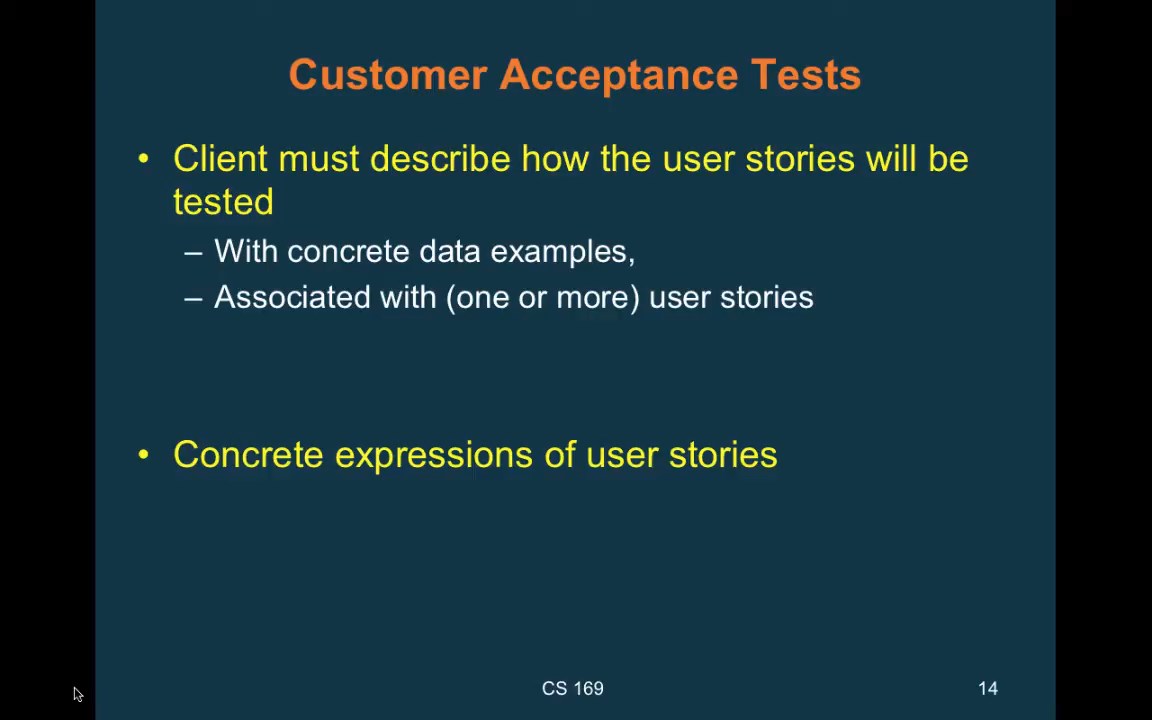 Customer Acceptance Tests
• Client must describe how the user stories will be
tested
– With concrete data examples,
– Associated with (one or more) user stories
• Concrete expressions of user stories
CS 169
14